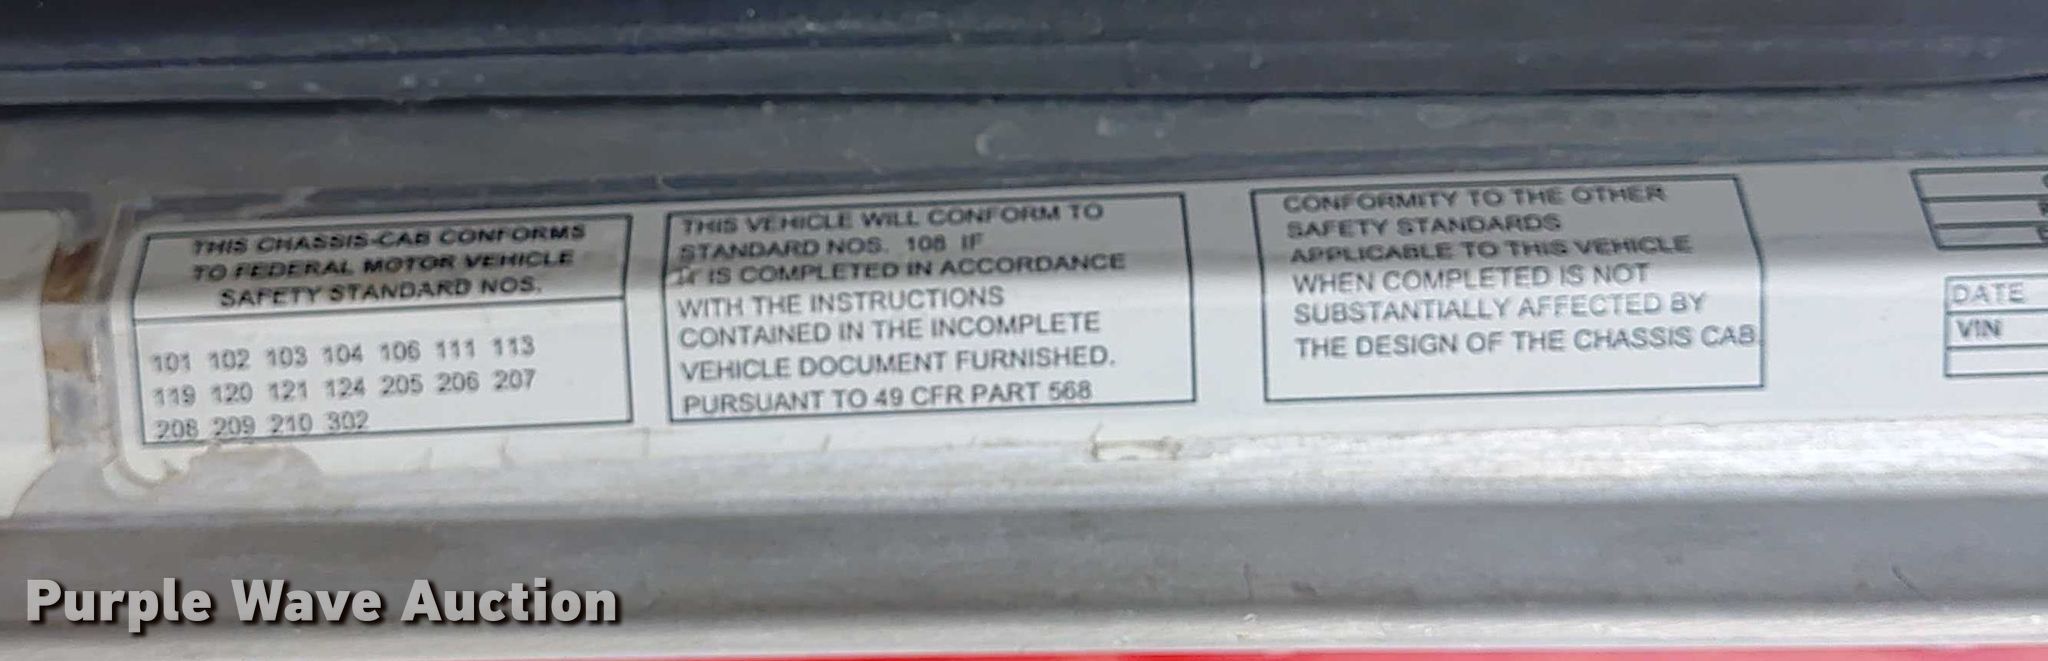 THIS CHASSIS-CAB CONFORMS
TO FEDERAL MOTOR VEHICLE
SAFETY STANDARD NOS.
101 102 103 104 106 111 113
119 120 121 124 205 206 207
208 209 210 302
THIS VEHICLE WILL CONFORM TO
STANDARD NOS. 108 IF
IT IS COMPLETED IN ACCORDANCE
WITH THE INSTRUCTIONS
CONTAINED IN THE INCOMPLETE
VEHICLE DOCUMENT FURNISHED.
PURSUANT TO 49 CFR PART 568
CONFORMITY TO THE OTHER
SAFETY STANDARDS
APPLICABLE TO THIS VEHICLE
WHEN COMPLETED IS NOT
SUBSTANTIALLY AFFECTED BY
THE DESIGN OF THE CHASSIS CAB
DATE
VIN
Purple Wave Auction